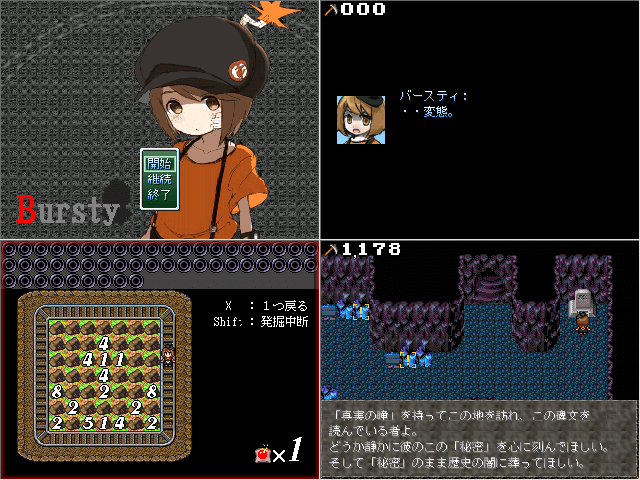 開始
継続
終了
Bursty
000
バースティ:
・・変態。
X : 1つ戻る
Shift : 発掘中断
4
4 1 1
4
8 2 8
2 2
2 5 1 4 2
×1
1,178
「真実の瞳」を持ってこの地を訪れ、この碑文を
読んでいる者よ。
どうか静かに彼のこの「秘密」を心に刻んでほしい。
そして「秘密」のまま歴史の闇に葬ってほしい。